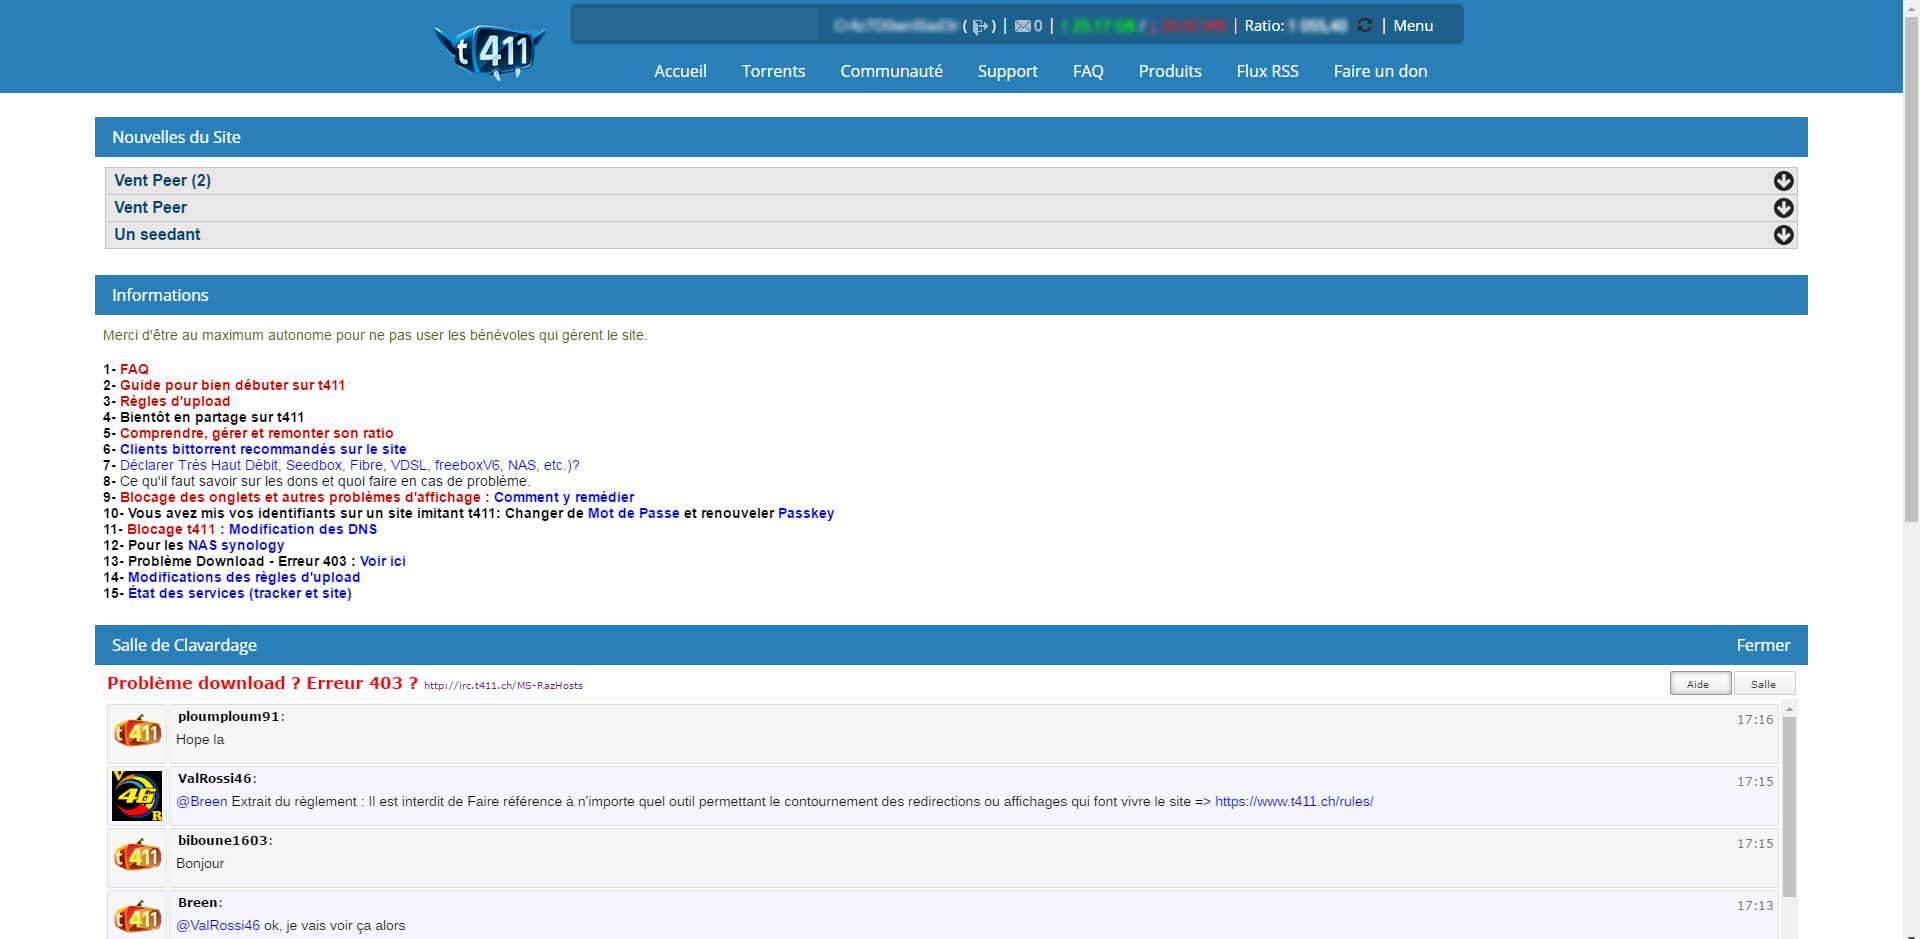 t411
( ) | 0 | / | Ratio: | Menu
Accueil Torrents Communauté Support FAQ Produits Flux RSS Faire un don
Nouvelles du Site
Vent Peer (2)
Vent Peer
Un seedant
Informations
Merci d'être au maximum autonome pour ne pas user les bénévoles qui gèrent le site.
1- FAQ
2- Guide pour bien débuter sur t411
3- Règles d'upload
4- Bientôt en partage sur t411
5- Comprendre, gérer et remonter son ratio
6- Clients bittorrent recommandés sur le site
7- Déclarer Très Haut Débit, Seedbox, Fibre, VDSL, freeboxV6, NAS, etc.)?
8- Ce qu'il faut savoir sur les dons et quoi faire en cas de problème.
9- Blocage des onglets et autres problèmes d'affichage : Comment y remédier
10- Vous avez mis vos identifiants sur un site imitant t411: Changer de Mot de Passe et renouveler Passkey
11- Blocage t411 : Modification des DNS
12- Pour les NAS synology
13- Problème Download - Erreur 403 : Voir ici
14- Modifications des règles d'upload
15- État des services (tracker et site)
Salle de Clavardage Fermer
Problème download ? Erreur 403 ? http://irc.t411.ch/MS-RazHosts Aide Salle
t411 ploumploum91: 17:16
Hope la
V 46 R ValRossi46: 17:15
@Breen Extrait du règlement : Il est interdit de Faire référence à n'importe quel outil permettant le contournement des redirections ou affichages qui font vivre le site => https://www.t411.ch/rules/
t411 biboune1603: 17:15
Bonjour
t411 Breen: 17:13
@ValRossi46 ok, je vais voir ça alors